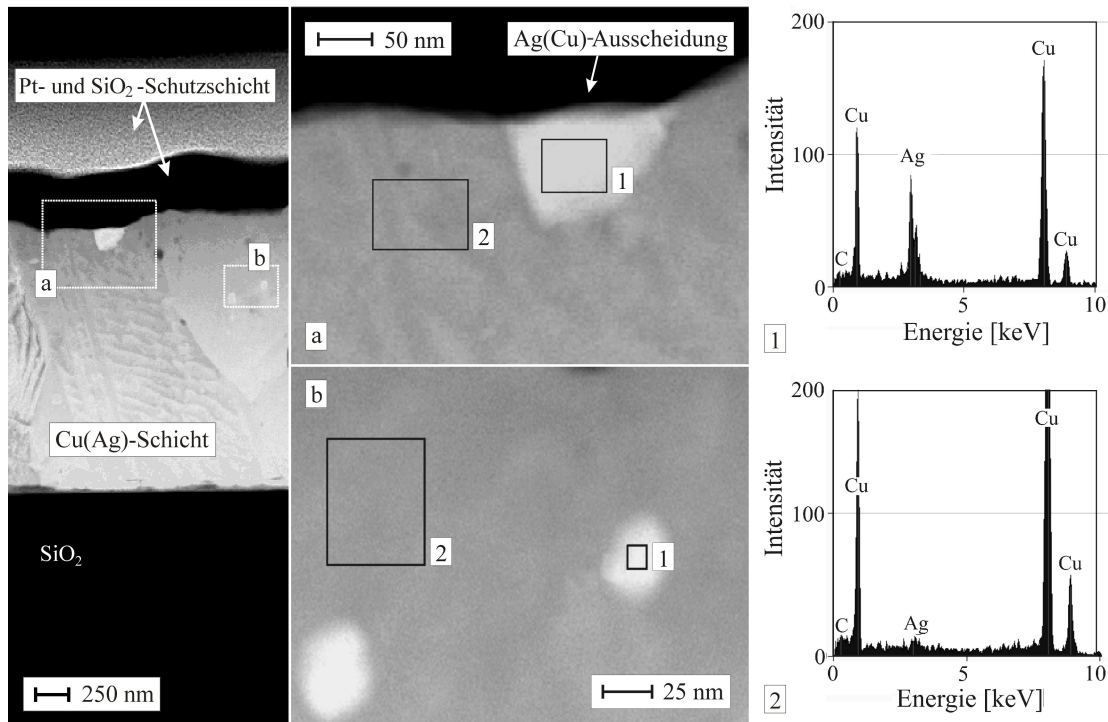 Pt- und SiO₂-Schutzschicht
a
b
Cu(Ag)-Schicht
SiO₂
250 nm
50 nm
Ag(Cu)-Ausscheidung
1
2
a
b
2
1
25 nm
Intensität
200
100
0
C
Cu
Ag
Cu
Cu
0
5
10
Energie [keV]
1
Intensität
200
100
0
C
Cu
Ag
Cu
Cu
0
5
10
Energie [keV]
2